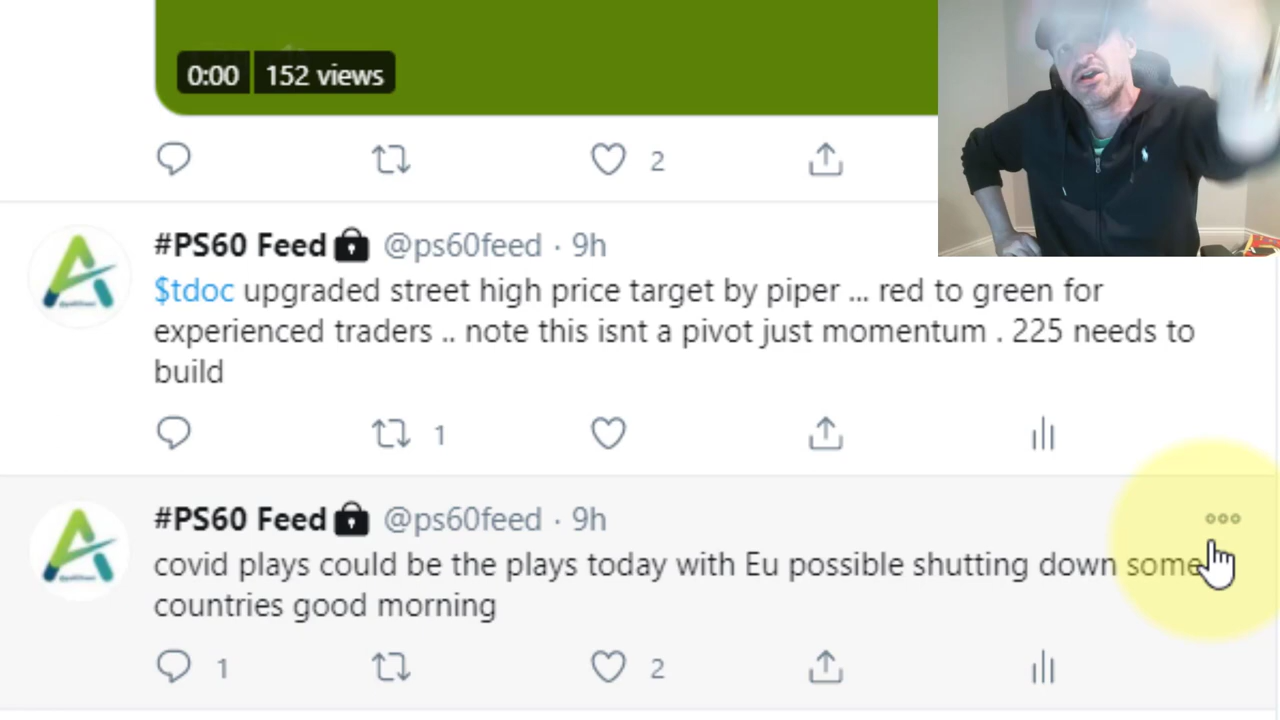 0:00 152 views
2
#PS60 Feed @ps60feed · 9h
$tdoc upgraded street high price target by piper ... red to green for
experienced traders .. note this isnt a pivot just momentum . 225 needs to
build
1
#PS60 Feed @ps60feed · 9h
covid plays could be the plays today with Eu possible shutting down some
countries good morning
1 2